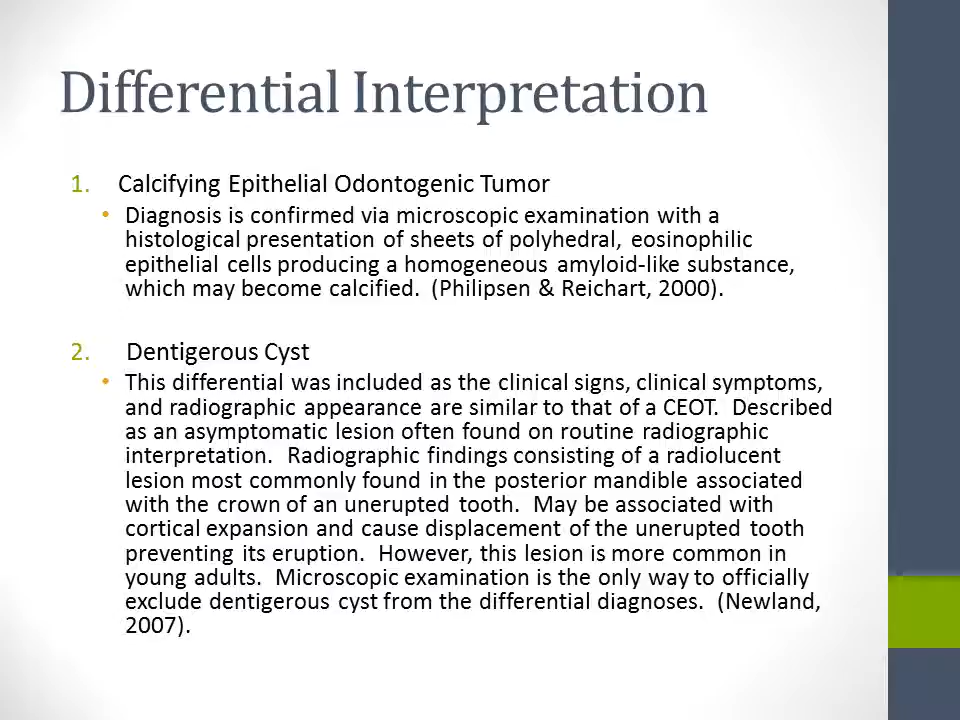 Differential Interpretation
1. Calcifying Epithelial Odontogenic Tumor
• Diagnosis is confirmed via microscopic examination with a
histological presentation of sheets of polyhedral, eosinophilic
epithelial cells producing a homogeneous amyloid-like substance,
which may become calcified. (Philipsen & Reichart, 2000).
2. Dentigerous Cyst
• This differential was included as the clinical signs, clinical symptoms,
and radiographic appearance are similar to that of a CEOT. Described
as an asymptomatic lesion often found on routine radiographic
interpretation. Radiographic findings consisting of a radiolucent
lesion most commonly found in the posterior mandible associated
with the crown of an unerupted tooth. May be associated with
cortical expansion and cause displacement of the unerupted tooth
preventing its eruption. However, this lesion is more common in
young adults. Microscopic examination is the only way to officially
exclude dentigerous cyst from the differential diagnoses. (Newland,
2007).